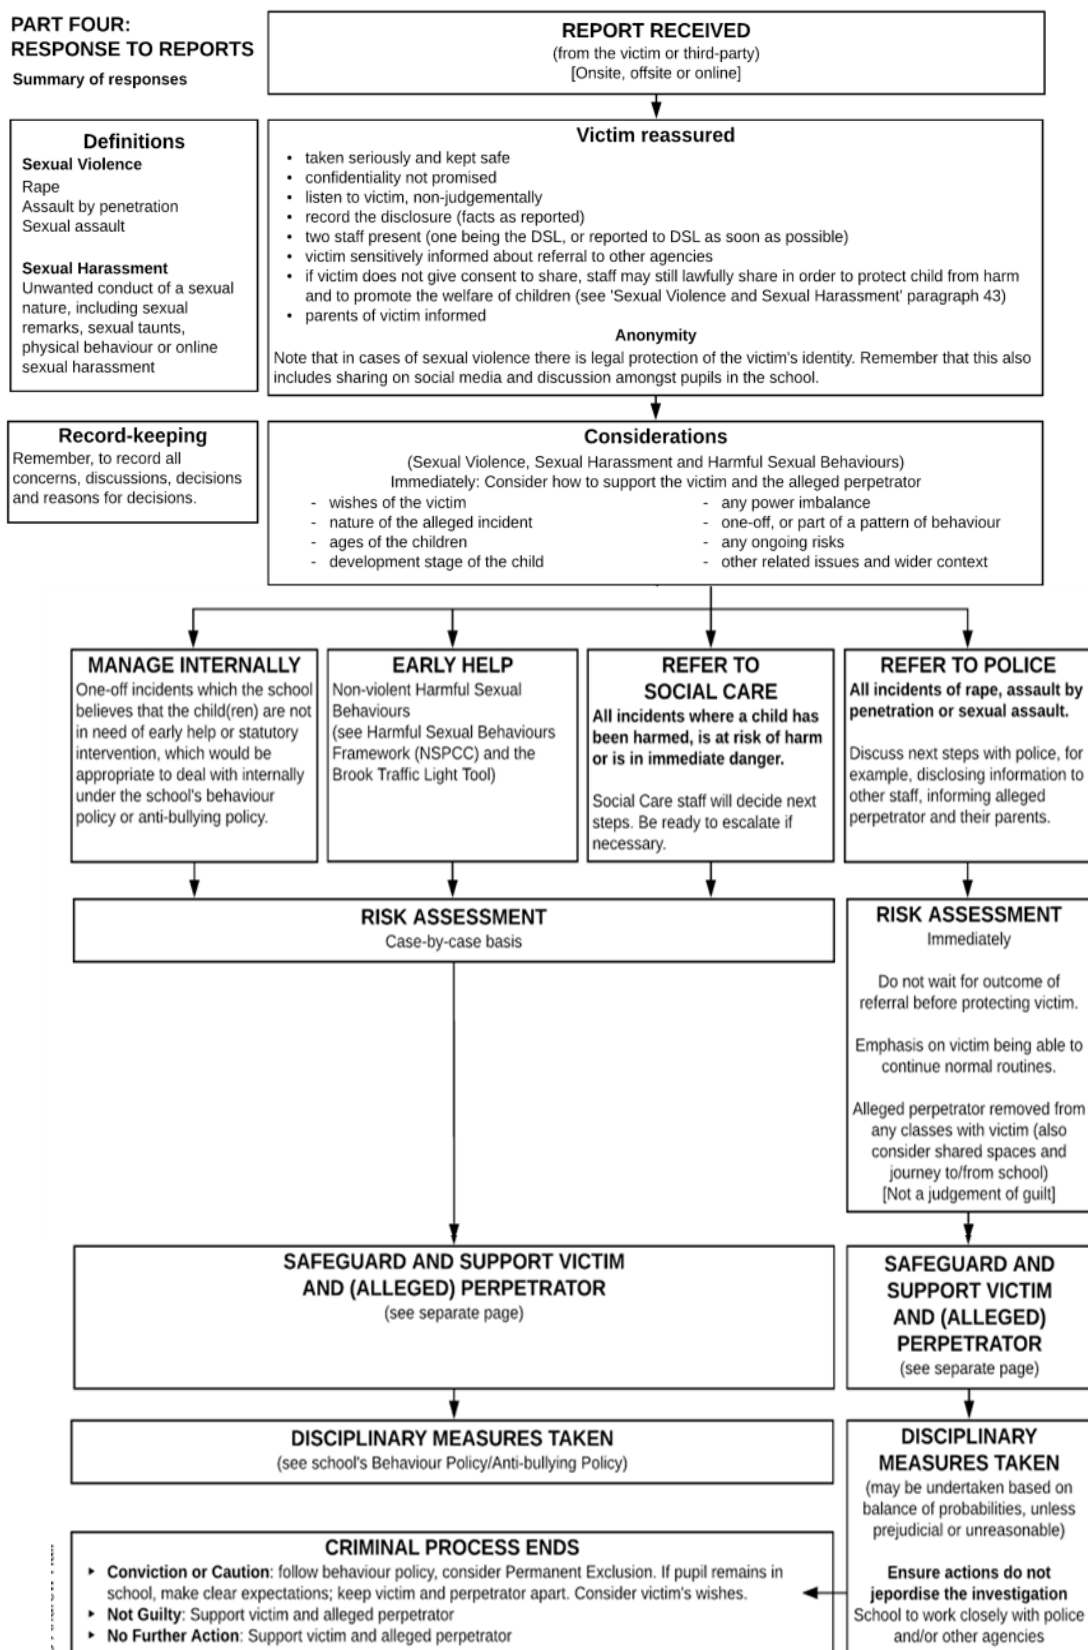 PART FOUR:
RESPONSE TO REPORTS
Summary of responses
REPORT RECEIVED
(from the victim or third-party)
[Onsite, offsite or online]
Definitions
Sexual Violence
Rape
Assault by penetration
Sexual assault
Sexual Harassment
Unwanted conduct of a sexual
nature, including sexual
remarks, sexual taunts,
physical behaviour or online
sexual harassment
Victim reassured
• taken seriously and kept safe
• confidentiality not promised
• listen to victim, non-judgementally
• record the disclosure (facts as reported)
• two staff present (one being the DSL, or reported to DSL as soon as possible)
• victim sensitively informed about referral to other agencies
• if victim does not give consent to share, staff may still lawfully share in order to protect child from harm
and to promote the welfare of children (see 'Sexual Violence and Sexual Harassment' paragraph 43)
• parents of victim informed
Anonymity
Note that in cases of sexual violence there is legal protection of the victim's identity. Remember that this also
includes sharing on social media and discussion amongst pupils in the school.
Record-keeping
Remember, to record all
concerns, discussions, decisions
and reasons for decisions.
Considerations
(Sexual Violence, Sexual Harassment and Harmful Sexual Behaviours)
Immediately: Consider how to support the victim and the alleged perpetrator
- wishes of the victim
- nature of the alleged incident
- ages of the children
- development stage of the child
- any power imbalance
- one-off, or part of a pattern of behaviour
- any ongoing risks
- other related issues and wider context
MANAGE INTERNALLY
One-off incidents which the school
believes that the child(ren) are not
in need of early help or statutory
intervention, which would be
appropriate to deal with internally
under the school's behaviour
policy or anti-bullying policy.
EARLY HELP
Non-violent Harmful Sexual
Behaviours
(see Harmful Sexual Behaviours
Framework (NSPCC) and the
Brook Traffic Light Tool)
REFER TO
SOCIAL CARE
All incidents where a child has
been harmed, is at risk of harm
or is in immediate danger.
Social Care staff will decide next
steps. Be ready to escalate if
necessary.
REFER TO POLICE
All incidents of rape, assault by
penetration or sexual assault.
Discuss next steps with police, for
example, disclosing information to
other staff, informing alleged
perpetrator and their parents.
RISK ASSESSMENT
Case-by-case basis
RISK ASSESSMENT
Immediately
Do not wait for outcome of
referral before protecting victim.
Emphasis on victim being able to
continue normal routines.
Alleged perpetrator removed from
any classes with victim (also
consider shared spaces and
journey to/from school)
[Not a judgement of guilt]
SAFEGUARD AND SUPPORT VICTIM
AND (ALLEGED) PERPETRATOR
(see separate page)
SAFEGUARD AND
SUPPORT VICTIM
AND (ALLEGED)
PERPETRATOR
(see separate page)
DISCIPLINARY MEASURES TAKEN
(see school's Behaviour Policy/Anti-bullying Policy)
DISCIPLINARY
MEASURES TAKEN
(may be undertaken based on
balance of probabilities, unless
prejudicial or unreasonable)
Ensure actions do not
jepordise the investigation
School to work closely with police
and/or other agencies
CRIMINAL PROCESS ENDS
‣ Conviction or Caution: follow behaviour policy, consider Permanent Exclusion. If pupil remains in
school, make clear expectations; keep victim and perpetrator apart. Consider victim's wishes.
‣ Not Guilty: Support victim and alleged perpetrator
‣ No Further Action: Support victim and alleged perpetrator